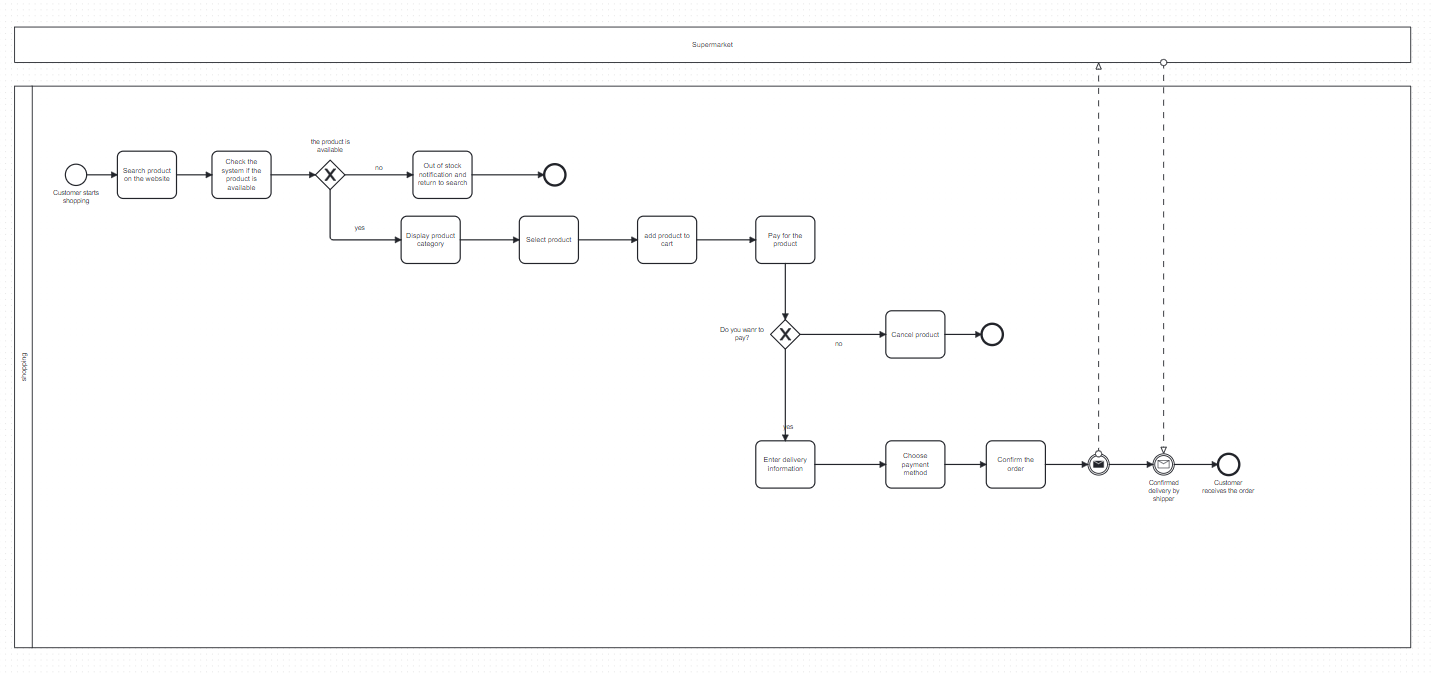 Supermarket
shopping
Customer starts
shopping
Search product
on the website
Check the
system if the
product is
available
the product is
available
no
Out of stock
notification and
return to search
yes
Display product
category
Select product
add product to
cart
Pay for the
product
Do you wanr to
pay?
no
Cancel product
yes
Enter delivery
information
Choose
payment
method
Confirm the
order
Confirmed
delivery by
shipper
Customer
receives the order